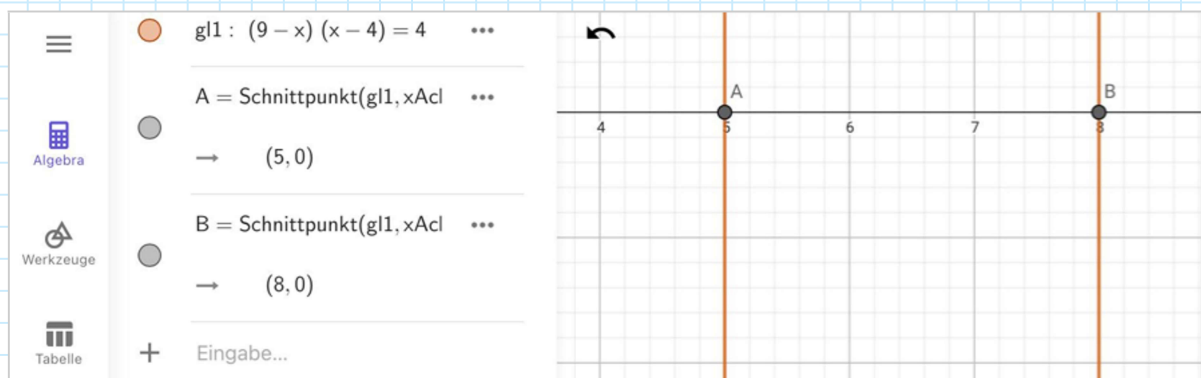 gl1 : (9 − x) (x − 4) = 4
A = Schnittpunkt(gl1, xAcl
→ (5, 0)
B = Schnittpunkt(gl1, xAcl
→ (8, 0)
Eingabe...
Algebra
Werkzeuge
Tabelle
A
B
4 5 6 7 8